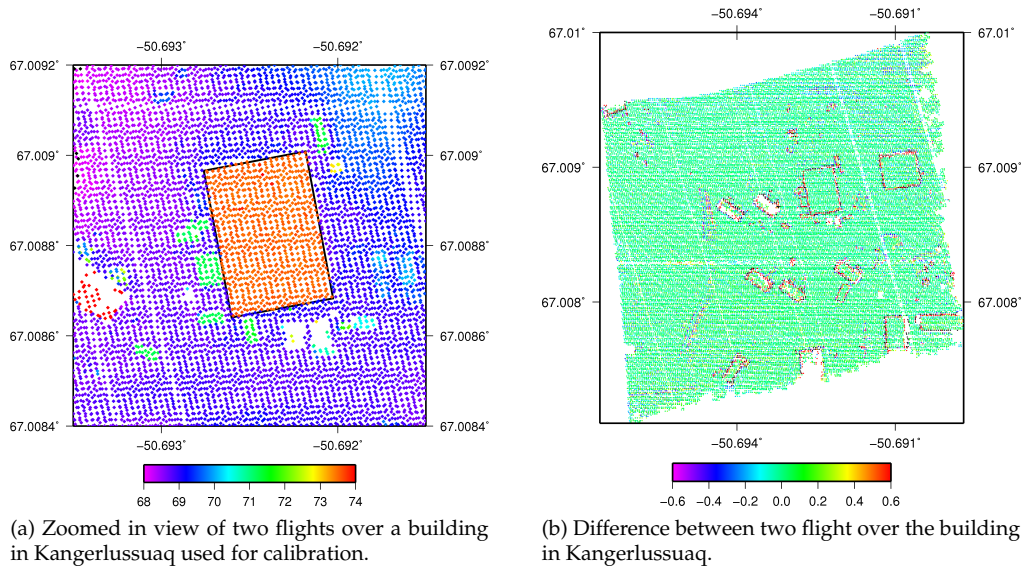 −50.693˚ −50.692˚
67.0092˚ 67.0092˚
67.009˚ 67.009˚
67.0088˚ 67.0088˚
67.0086˚ 67.0086˚
67.0084˚ 67.0084˚
−50.693˚ −50.692˚
68 69 70 71 72 73 74
(a) Zoomed in view of two flights over a building
in Kangerlussuaq used for calibration.
−50.694˚ −50.691˚
67.01˚ 67.01˚
67.009˚ 67.009˚
67.008˚ 67.008˚
−50.694˚ −50.691˚
−0.6 −0.4 −0.2 0.0 0.2 0.4 0.6
(b) Difference between two flight over the building
in Kangerlussuaq.